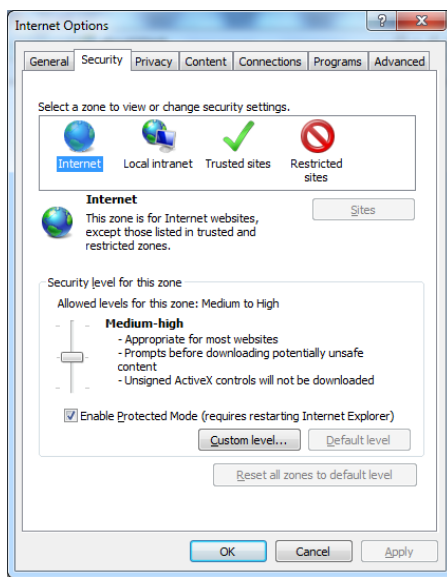 Internet Options
?
X
General Security Privacy Content Connections Programs Advanced
Select a zone to view or change security settings.
Internet Local intranet Trusted sites Restricted
sites
Internet
Sites
This zone is for Internet websites,
except those listed in trusted and
restricted zones.
Security level for this zone
Allowed levels for this zone: Medium to High
Medium-high
- Appropriate for most websites
- Prompts before downloading potentially unsafe
content
- Unsigned ActiveX controls will not be downloaded
Enable Protected Mode (requires restarting Internet Explorer)
Custom level... Default level
Reset all zones to default level
OK Cancel Apply